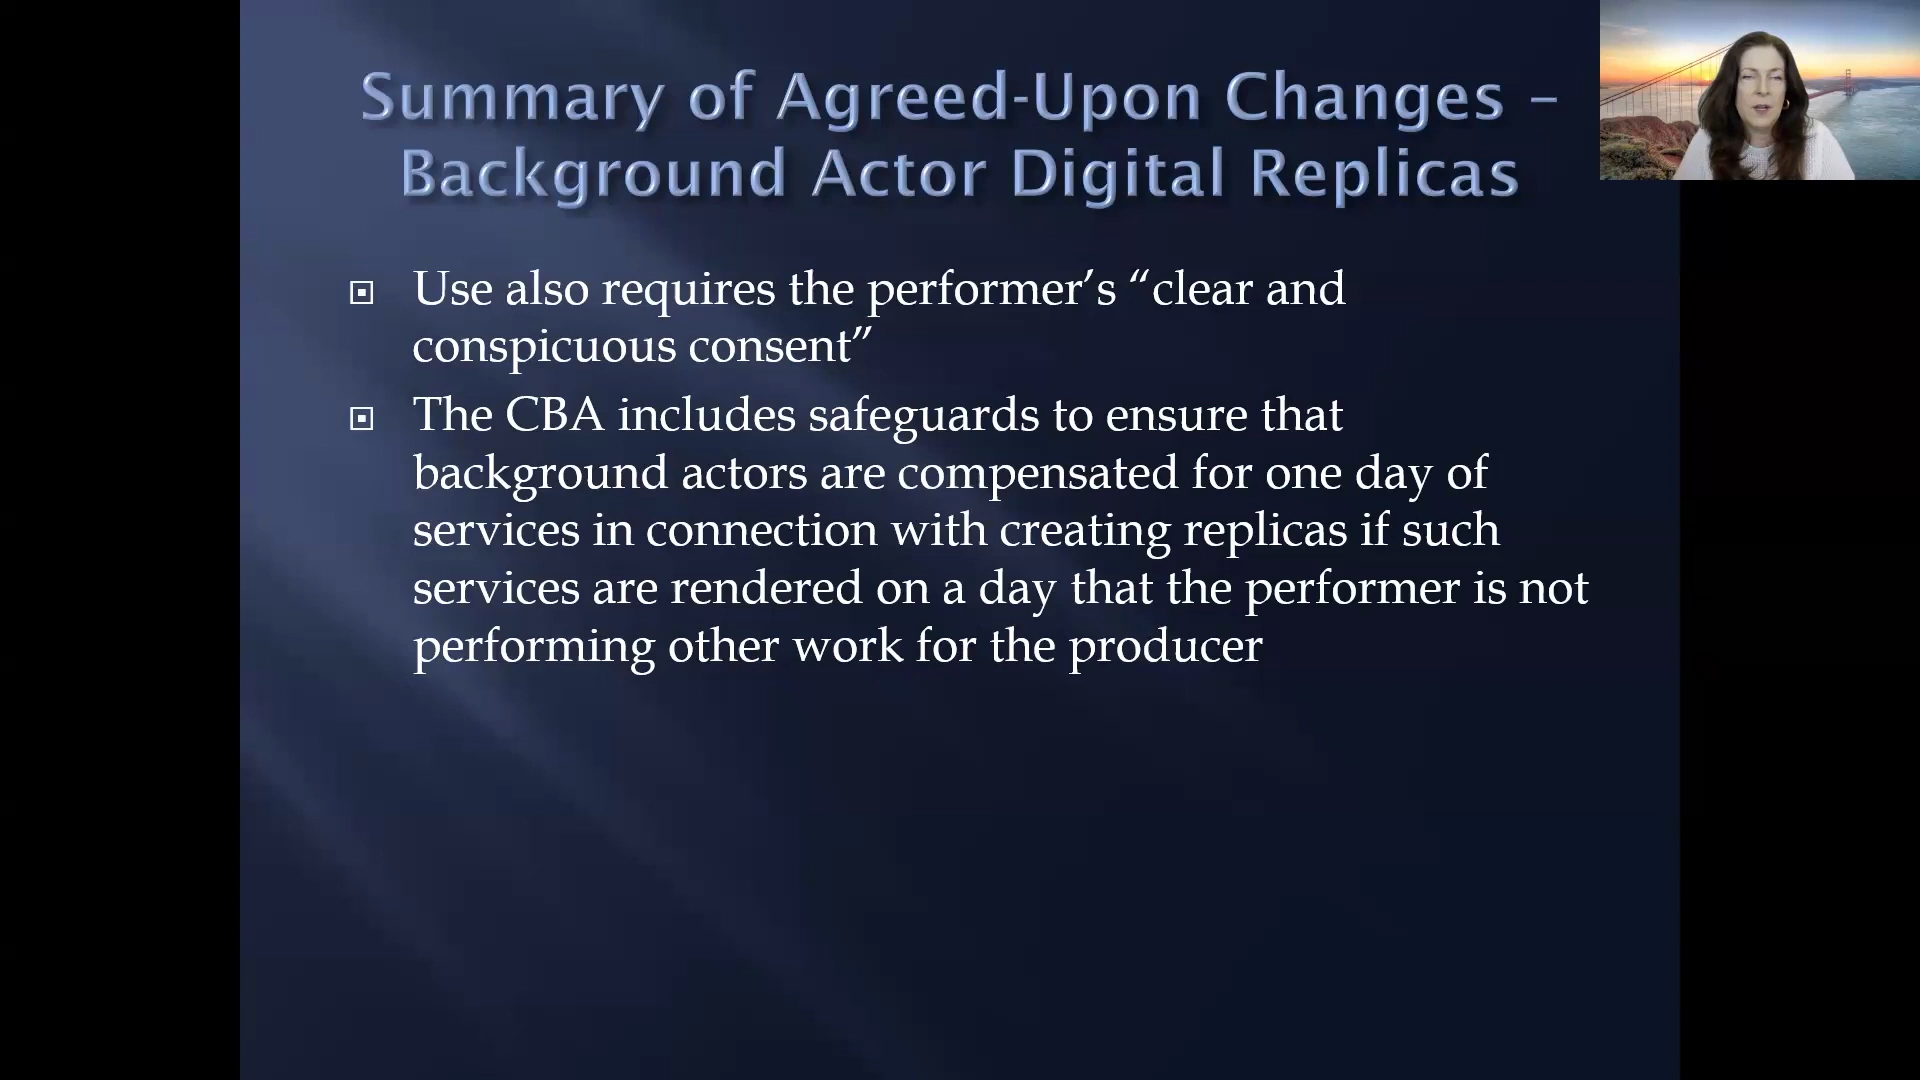 Summary of Agreed-Upon Changes –
Background Actor Digital Replicas
Use also requires the performer’s “clear and
conspicuous consent”
The CBA includes safeguards to ensure that
background actors are compensated for one day of
services in connection with creating replicas if such
services are rendered on a day that the performer is not
performing other work for the producer